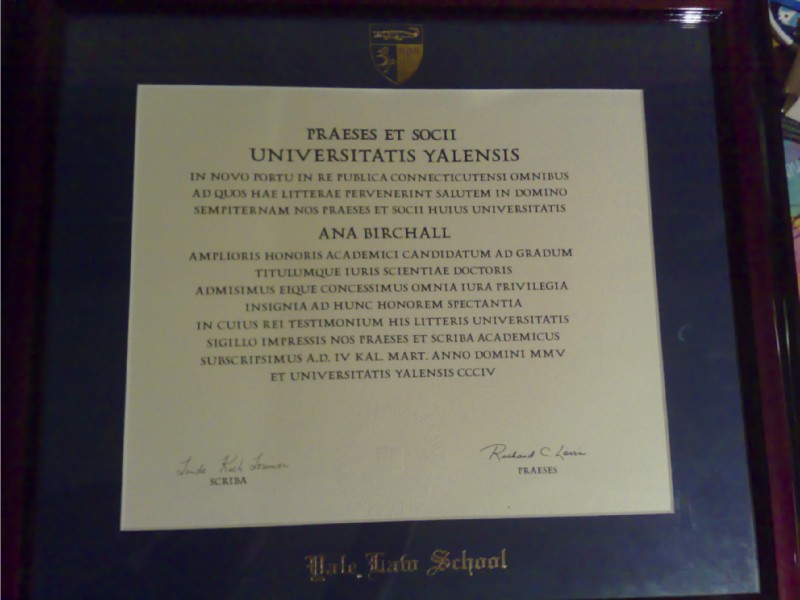 PRAESES ET SOCII
UNIVERSITATIS YALENSIS
IN NOVO PORTU IN RE PUBLICA CONNECTICUTENSI OMNIBUS
AD QUOS HAE LITTERAE PERVENERINT SALUTEM IN DOMINO
SEMPITERNAM NOS PRAESES ET SOCII HUIUS UNIVERSITATIS
ANA BIRCHALL
AMPLIORIS HONORIS ACADEMICI CANDIDATUM AD GRADUM
TITULUMQUE IURIS SCIENTIAE DOCTORIS
ADMISIMUS EIQUE CONCESSIMUS OMNIA IURA PRIVILEGIA
INSIGNIA AD HUNC HONOREM SPECTANTIA
IN CUIUS REI TESTIMONIUM HIS LITTERIS UNIVERSITATIS
SIGILLO IMPRESSIS NOS PRAESES ET SCRIBA ACADEMICUS
SUBSCRIPSIMUS A.D. IV KAL. MART. ANNO DOMINI MMV
ET UNIVERSITATIS YALENSIS CCCIV
Richard C. Levin
SCRIBA
PRAESES
Yale Law School